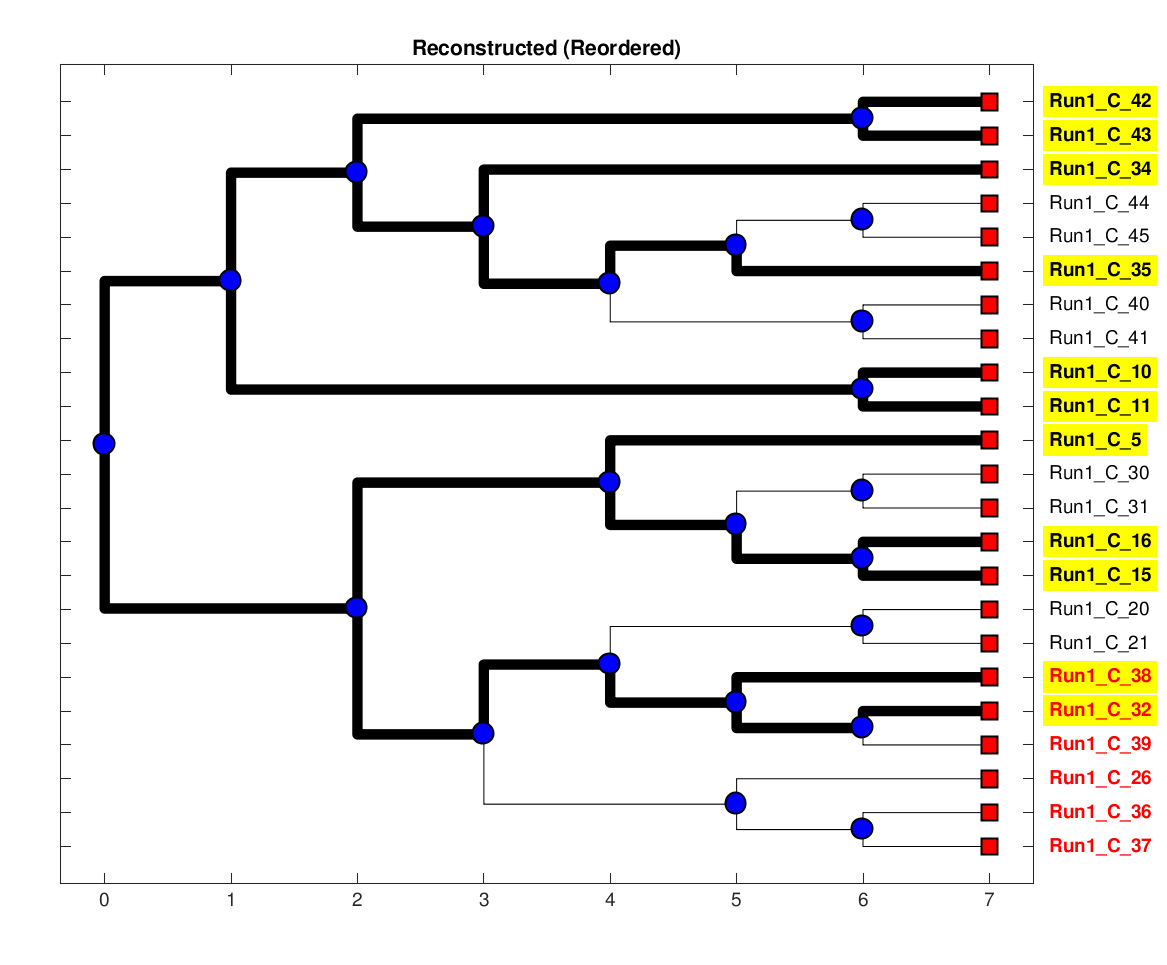 Reconstructed (Reordered)
Run1_C_42
Run1_C_43
Run1_C_34
Run1_C_44
Run1_C_45
Run1_C_35
Run1_C_40
Run1_C_41
Run1_C_10
Run1_C_11
Run1_C_5
Run1_C_30
Run1_C_31
Run1_C_16
Run1_C_15
Run1_C_20
Run1_C_21
Run1_C_38
Run1_C_32
Run1_C_39
Run1_C_26
Run1_C_36
Run1_C_37
0 1 2 3 4 5 6 7